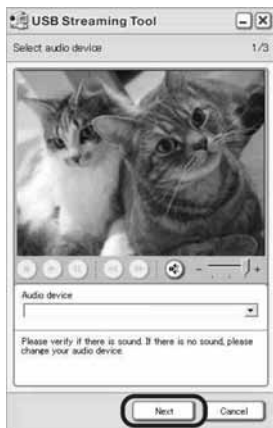 USB Streaming Tool
Select audio device 1/3
Audio device
Please verify if there is sound. If there is no sound, please
change your audio device.
Next Cancel